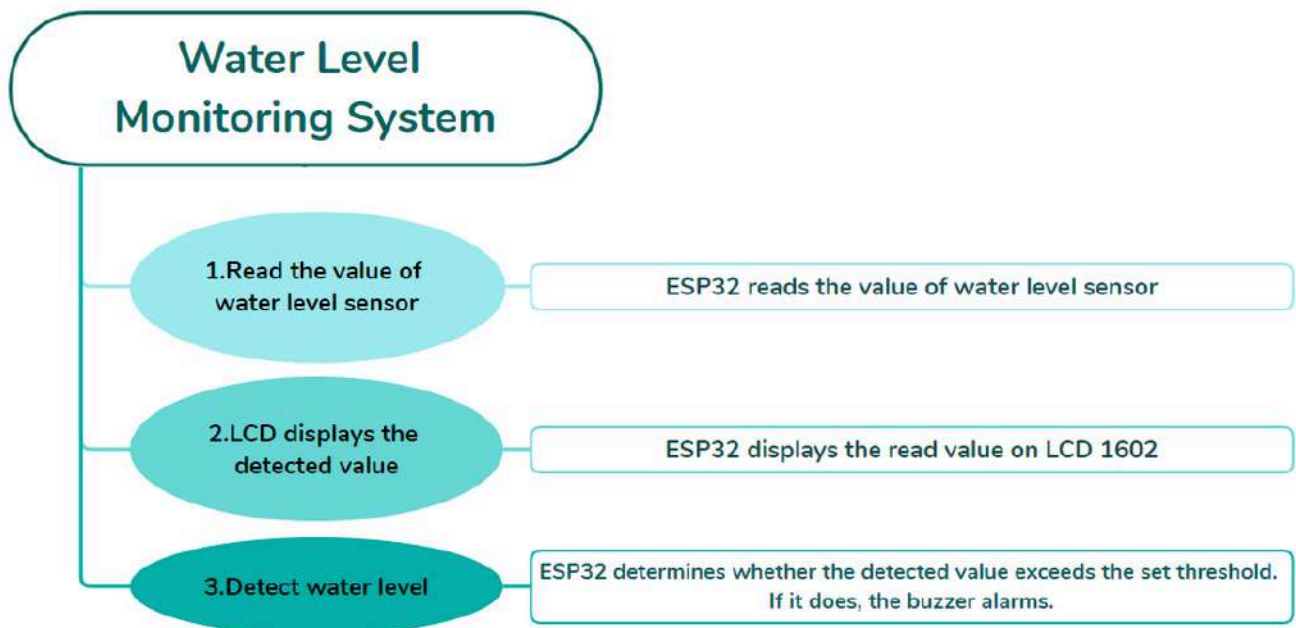 Water Level
Monitoring System
1.Read the value of
water level sensor
ESP32 reads the value of water level sensor
2.LCD displays the
detected value
ESP32 displays the read value on LCD 1602
3.Detect water level
ESP32 determines whether the detected value exceeds the set threshold.
If it does, the buzzer alarms.